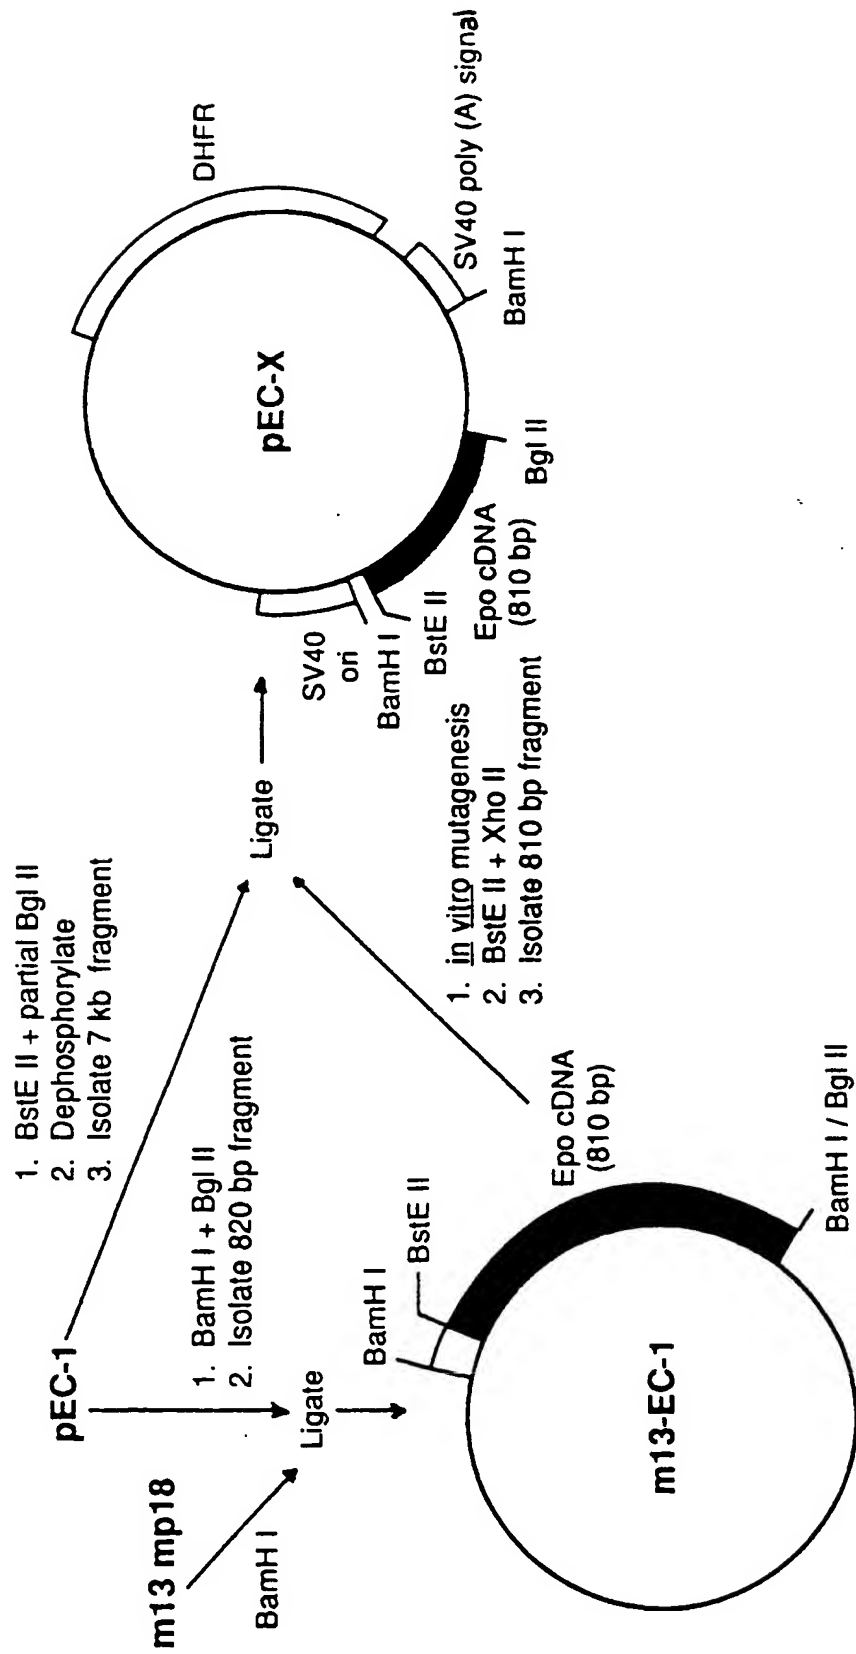 m13 mp18
BamH I
pEC-1
1. BamH I + Bgl II
2. Isolate 820 bp fragment
Ligate
1. BstE II + partial Bgl II
2. Dephosphorylate
3. Isolate 7 kb fragment
m13-EC-1
BamH I
BstE II
Epo cDNA
(810 bp)
BamH I / Bgl II
1. in vitro mutagenesis
2. BstE II + Xho II
3. Isolate 810 bp fragment
Ligate
pEC-X
DHFR
SV40 poly (A) signal
BamH I
Bgl II
Epo cDNA
(810 bp)
BstE II
BamH I
SV40
ori